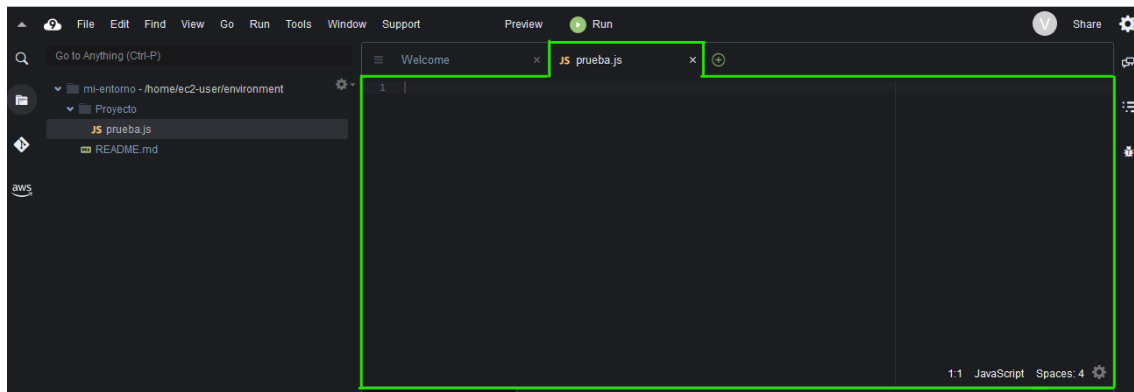 9 File Edit Find View Go Run Tools Window Support Preview Run V Share
Go to Anything (Ctrl-P)
Welcome × JS prueba.js ×
mi-entorno - /home/ec2-user/environment
Proyecto
JS prueba.js
README.md
aws
1
1:1 JavaScript Spaces: 4